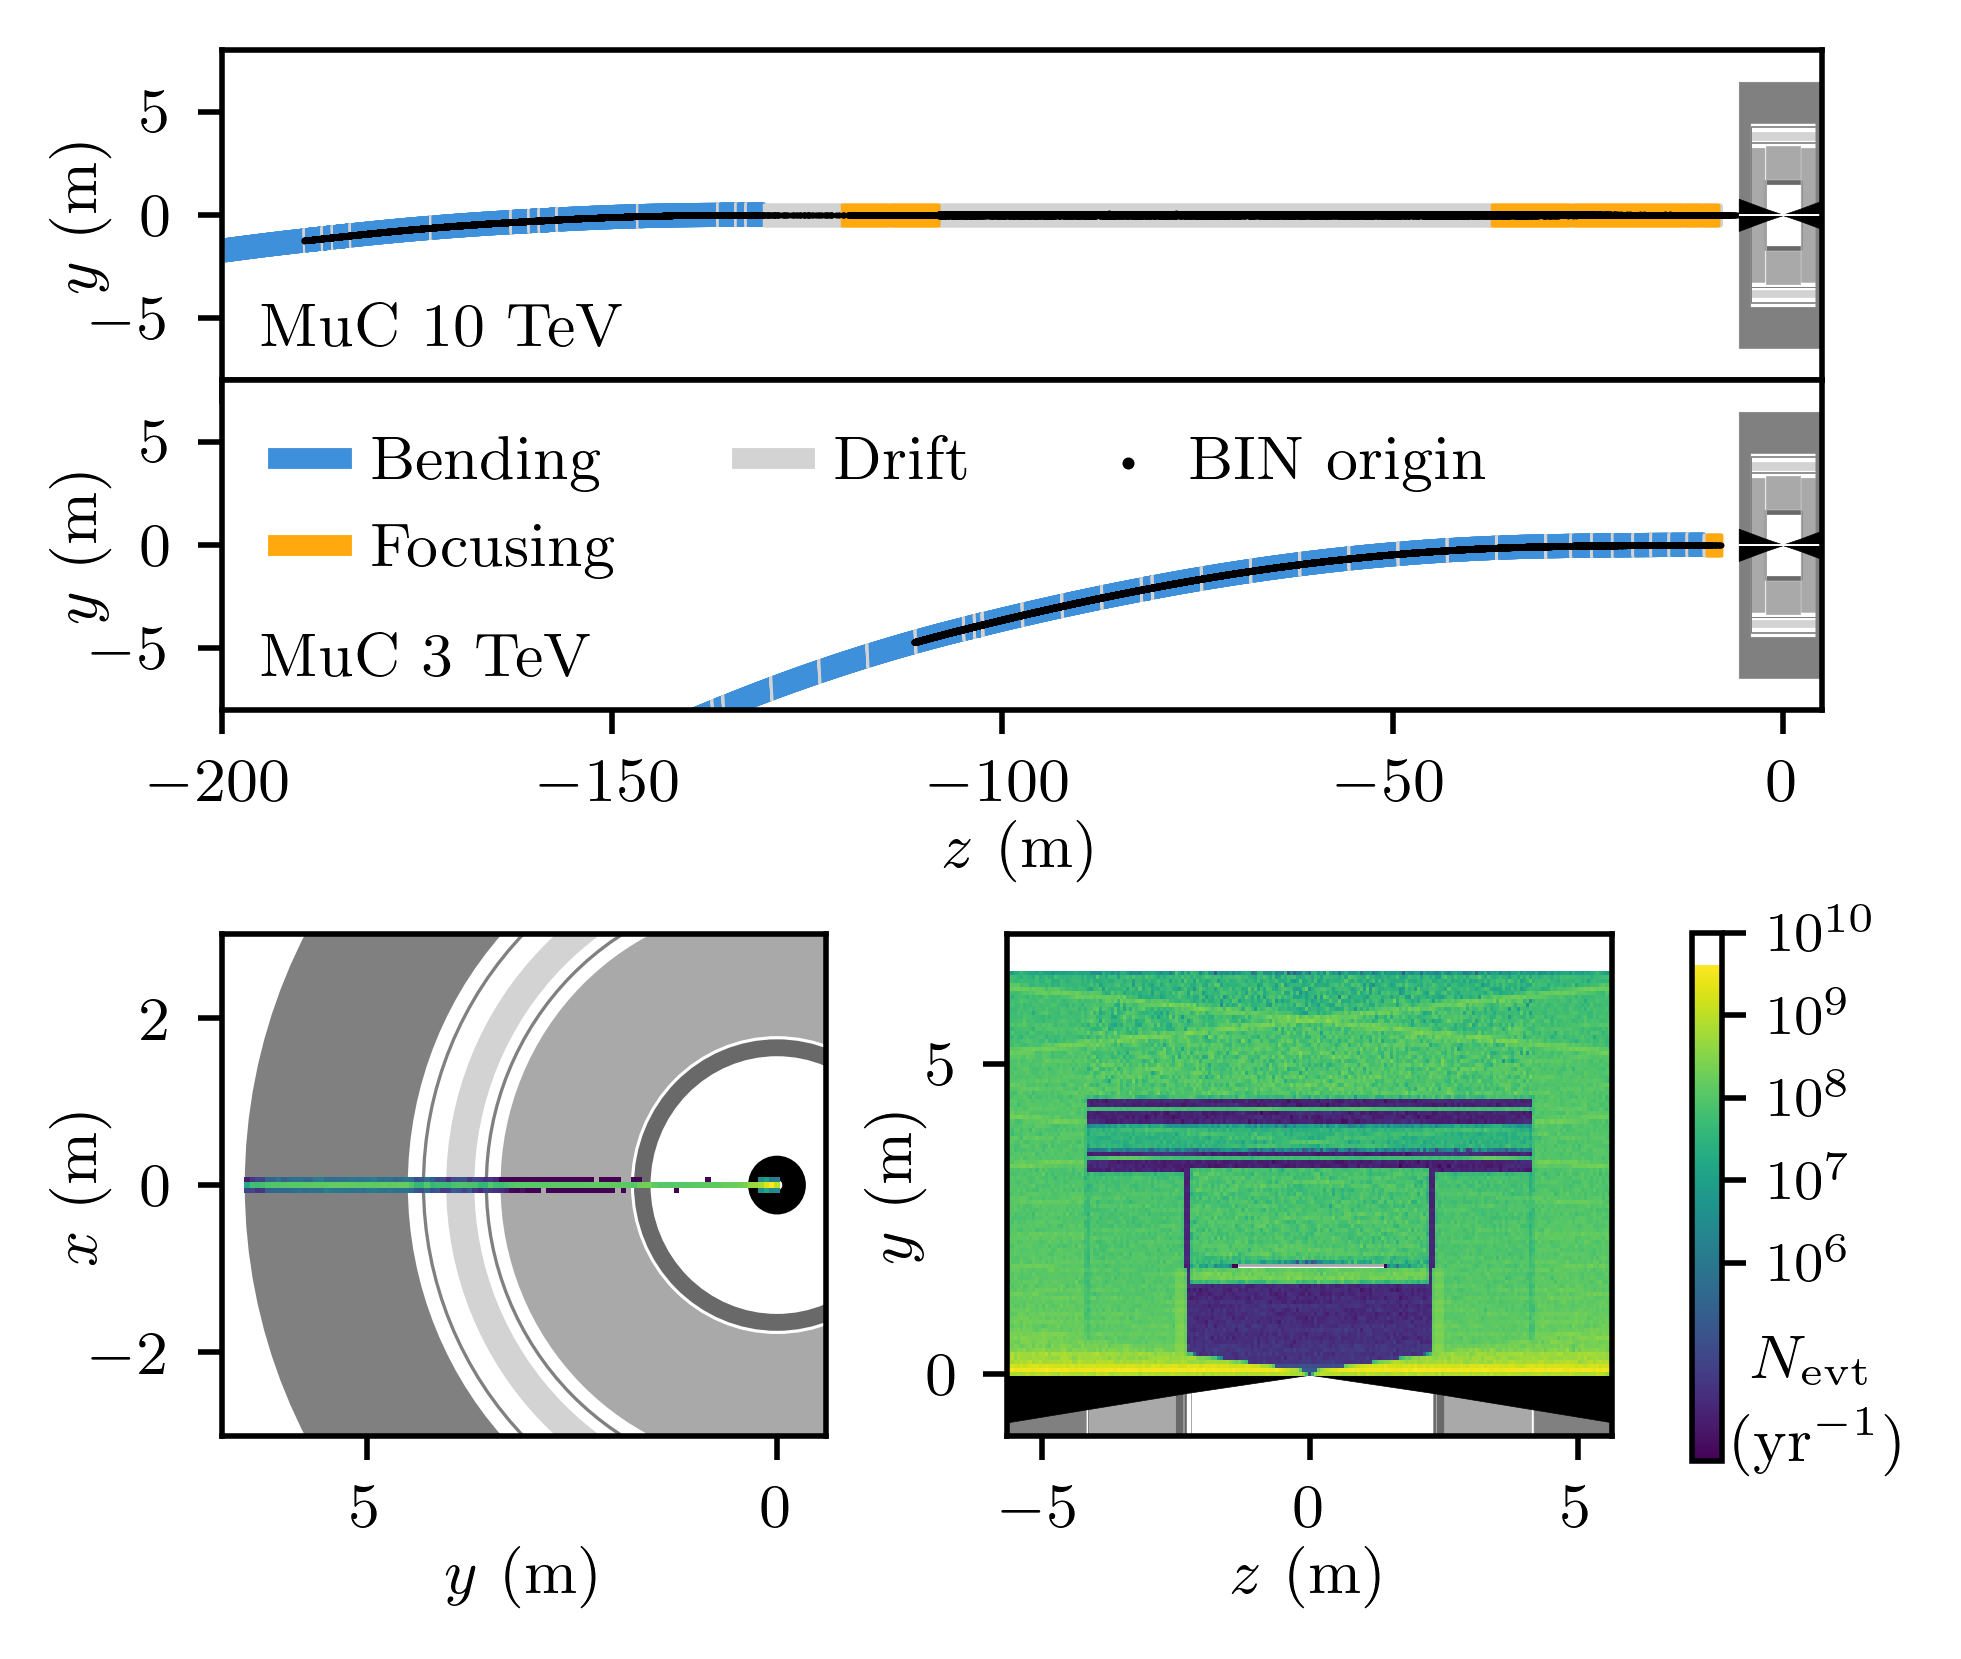 5
0
−5
y (m)
MuC 10 TeV
5
0
−5
y (m)
Bending
Drift
BIN origin
Focusing
MuC 3 TeV
−200
−150
−100
−50
0
z (m)
2
0
−2
x (m)
5
0
y (m)
5
0
y (m)
−5
0
5
z (m)
10^10
10^9
10^8
10^7
10^6
N_evt
(yr^−1)